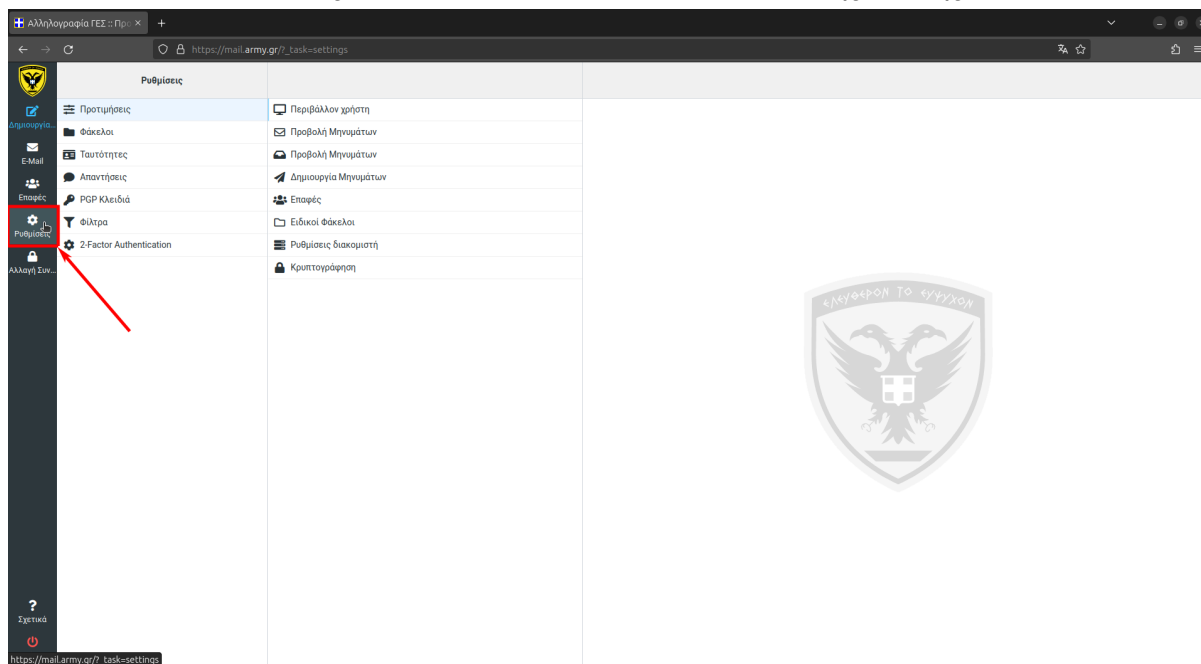 Αλληλογραφία ΓΕΣ :: Προ
https://mail.army.gr/?_task=settings
Ρυθμίσεις
Δημιουργία...
E-Mail
Επαφές
Ρυθμίσεις
Αλλαγή Συν...
Προτιμήσεις
Φάκελοι
Ταυτότητες
Απαντήσεις
PGP Κλειδιά
Φίλτρα
2-Factor Authentication
Περιβάλλον χρήστη
Προβολή Μηνυμάτων
Προβολή Μηνυμάτων
Δημιουργία Μηνυμάτων
Επαφές
Ειδικοί Φάκελοι
Ρυθμίσεις διακομιστή
Κρυπτογράφηση
ΕΛΕΥΘΕΡΟΝ ΤΟ ΕΥΨΥΧΟΝ
Σχετικά
https://mail.army.gr/?_task=settings